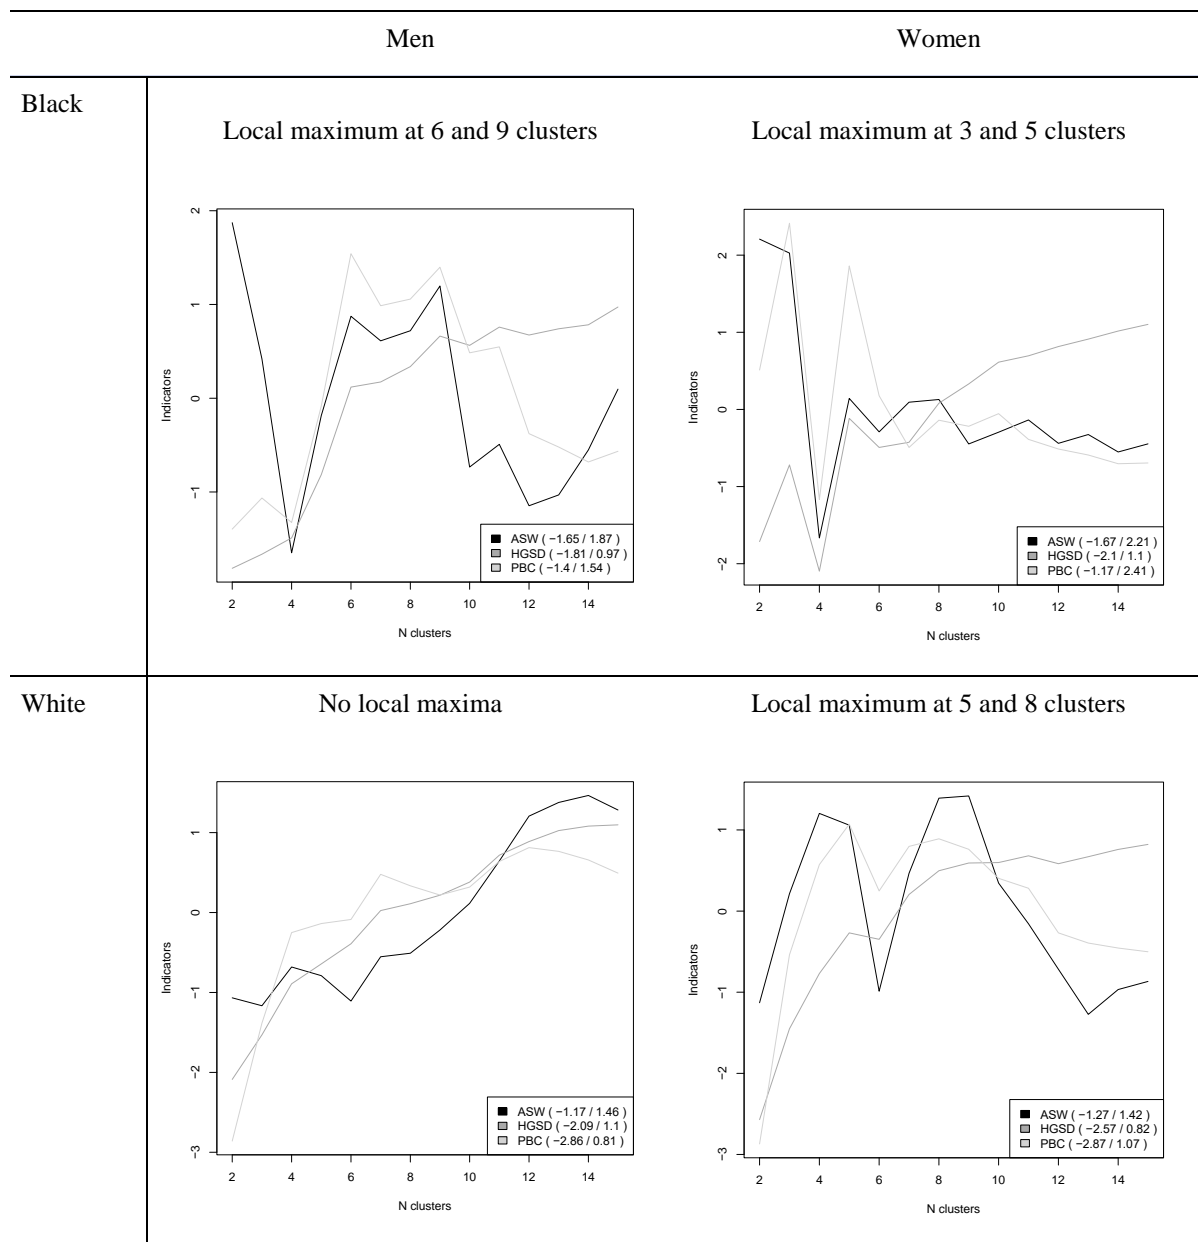 Men Women
Black
Local maximum at 6 and 9 clusters
2
1
0
−1
Indicators
ASW ( −1.65 / 1.87 )
HGSD ( −1.81 / 0.97 )
PBC ( −1.4 / 1.54 )
2 4 6 8 10 12 14
N clusters
Local maximum at 3 and 5 clusters
2
1
0
−1
−2
Indicators
ASW ( −1.67 / 2.21 )
HGSD ( −2.1 / 1.1 )
PBC ( −1.17 / 2.41 )
2 4 6 8 10 12 14
N clusters
White
No local maxima
1
0
−1
−2
−3
Indicators
ASW ( −1.17 / 1.46 )
HGSD ( −2.09 / 1.1 )
PBC ( −2.86 / 0.81 )
2 4 6 8 10 12 14
N clusters
Local maximum at 5 and 8 clusters
1
0
−1
−2
−3
Indicators
ASW ( −1.27 / 1.42 )
HGSD ( −2.57 / 0.82 )
PBC ( −2.87 / 1.07 )
2 4 6 8 10 12 14
N clusters